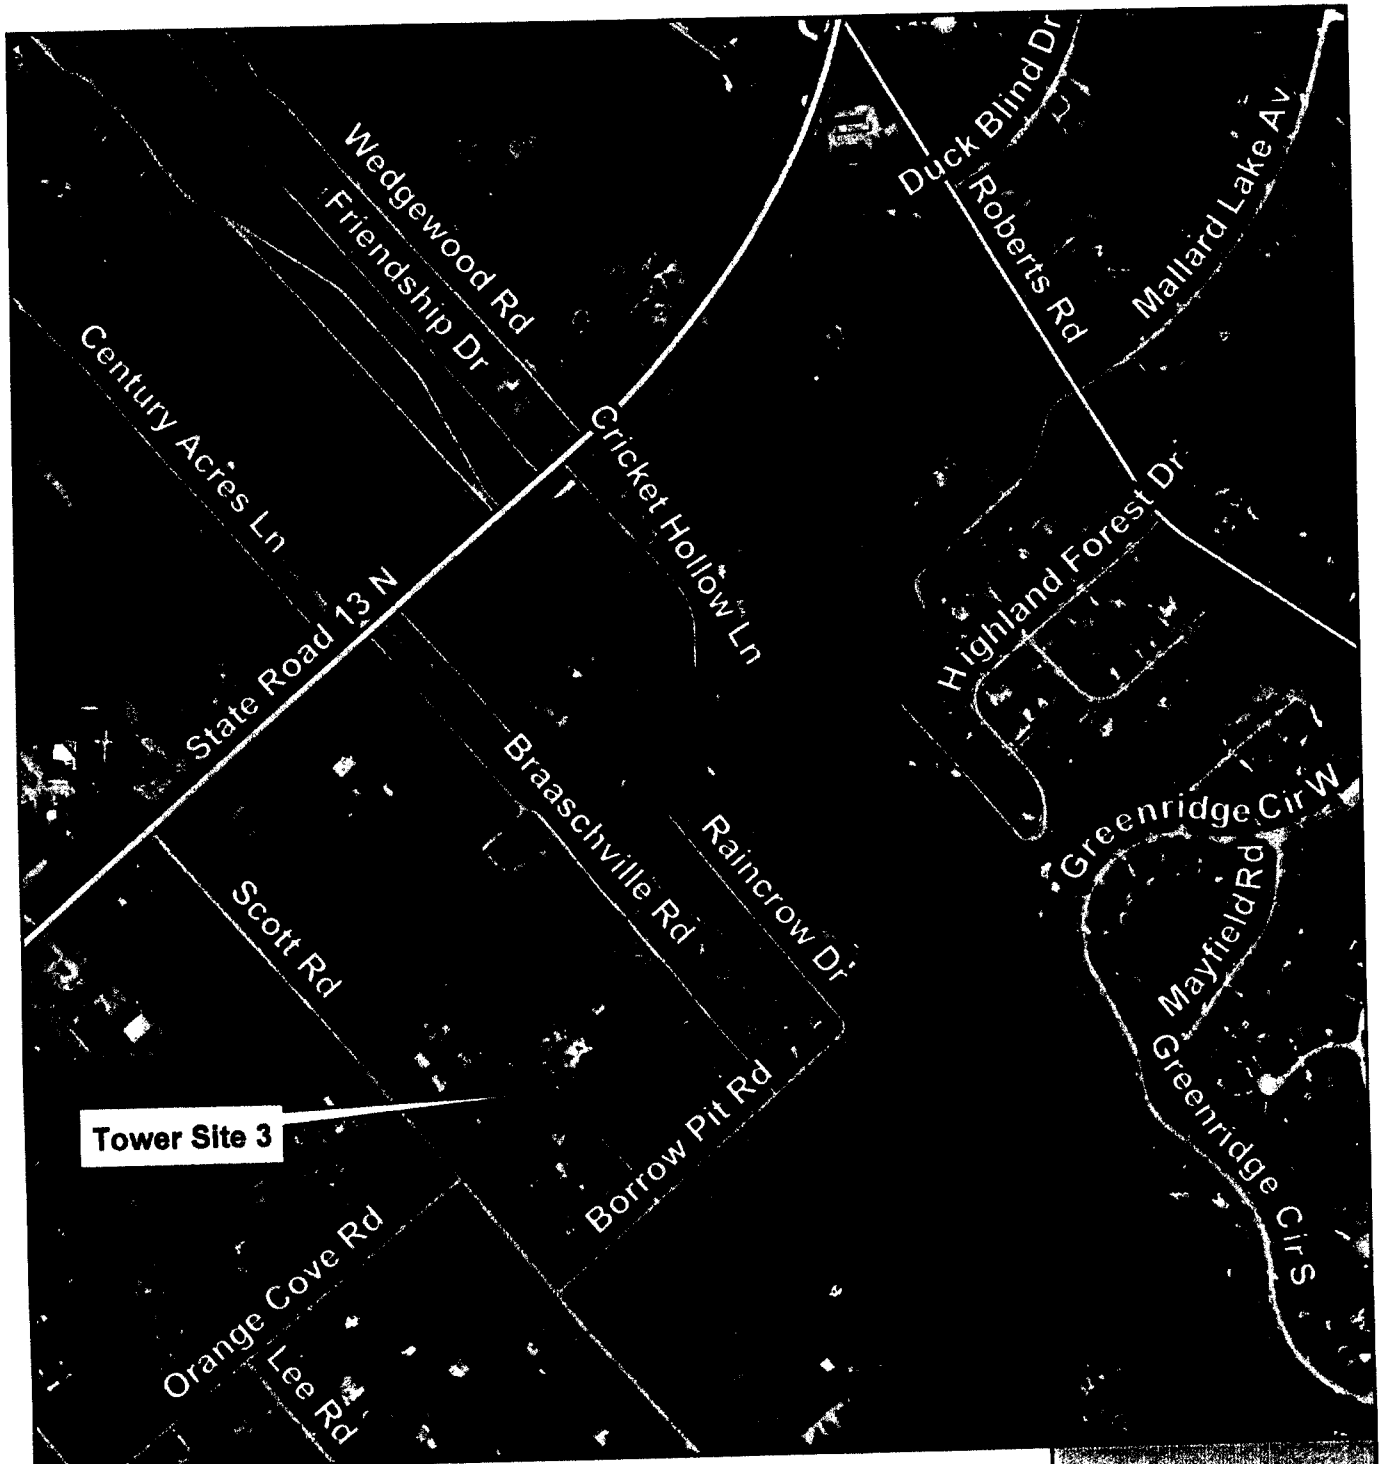 Duck Blind Dr
Mallard Lake Av
Wedgewood Rd
Friendship Dr
Roberts Rd
Century Acres Ln
Cricket Hollow Ln
Highland Forest Dr
State Road 13 N
Braaschville Rd
Raincrow Dr
Greenridge Cir W
Mayfield Rd
Scott Rd
Greenridge Cir S
Borrow Pit Rd
Tower Site 3
Orange Cove Rd
Lee Rd